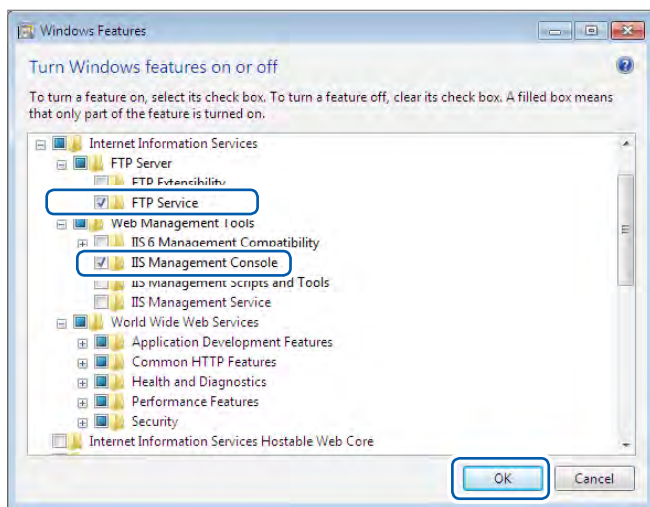 Windows Features
Turn Windows features on or off
To turn a feature on, select its check box. To turn a feature off, clear its check box. A filled box means
that only part of the feature is turned on.
Internet Information Services
FTP Server
FTP Extensibility
FTP Service
Web Management Tools
IIS 6 Management Compatibility
IIS Management Console
IIS Management Scripts and Tools
IIS Management Service
World Wide Web Services
Application Development Features
Common HTTP Features
Health and Diagnostics
Performance Features
Security
Internet Information Services Hostable Web Core
OK Cancel